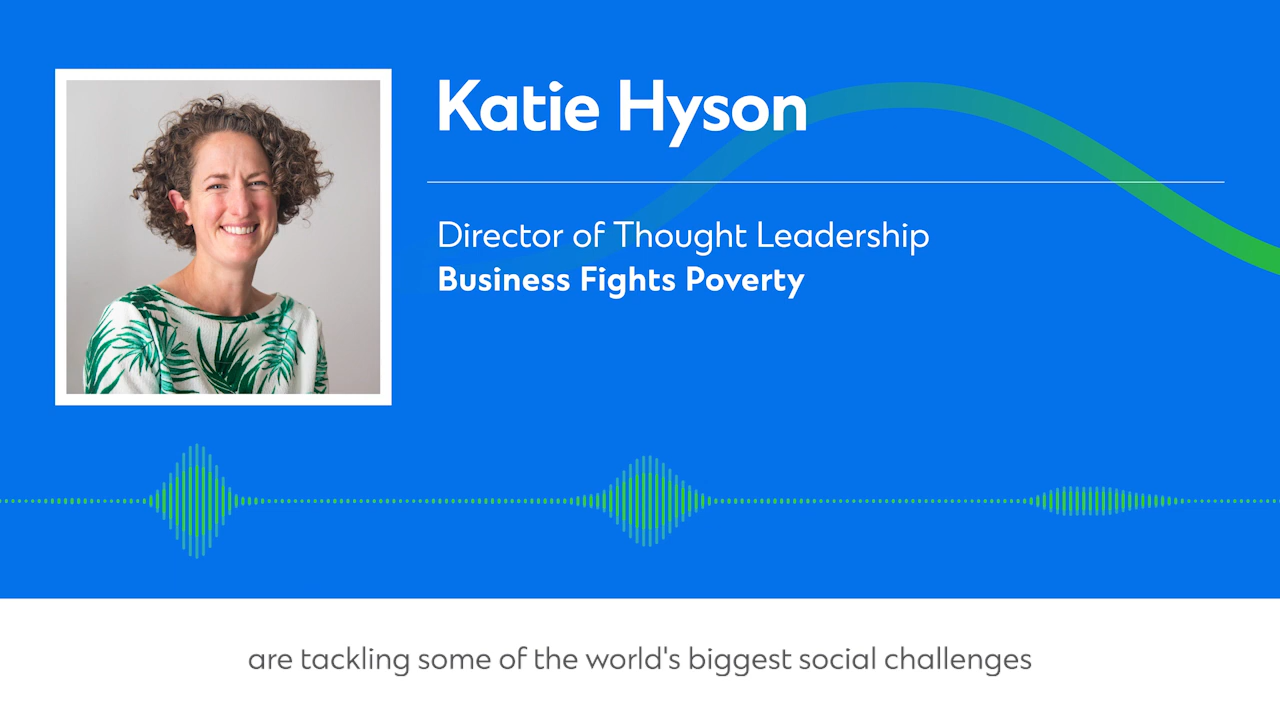 Katie Hyson
Director of Thought Leadership
Business Fights Poverty
are tackling some of the world's biggest social challenges